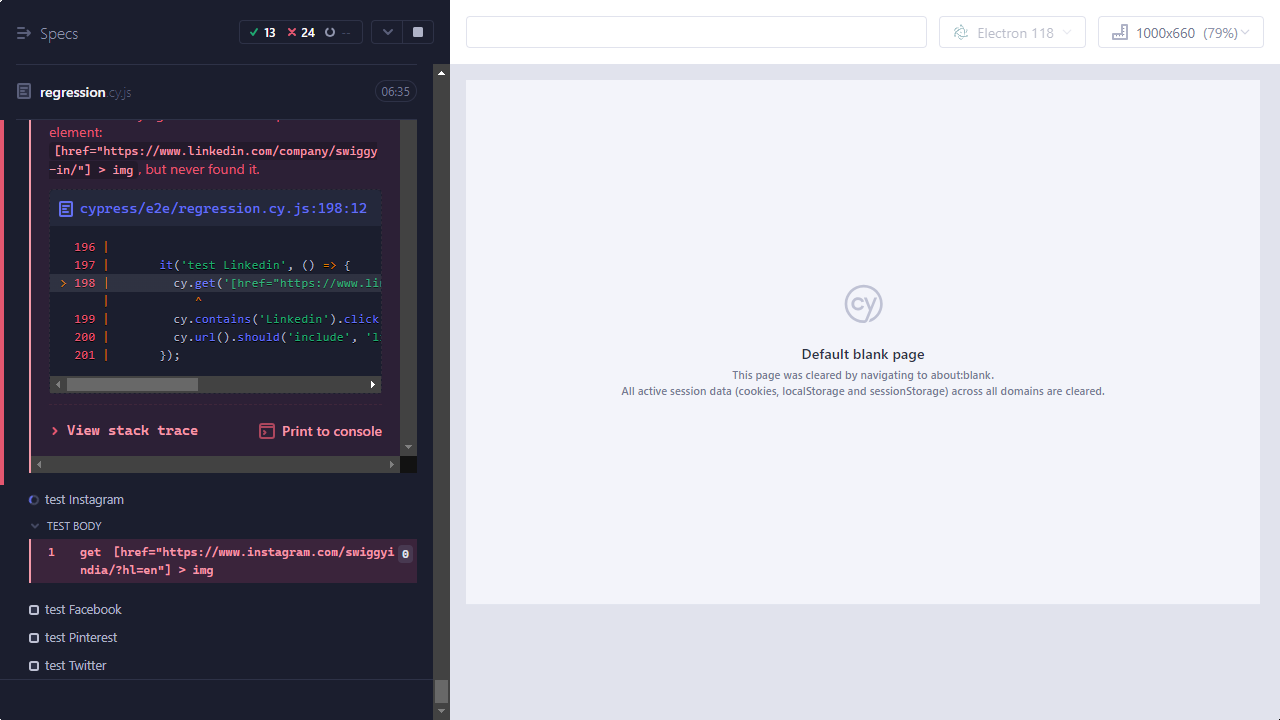 Specs
13 24 --
Electron 118
1000x660 (79%)
regression.cy.js
06:35
element:
[href="https://www.linkedin.com/company/swiggy
-in/"] > img , but never found it.
cypress/e2e/regression.cy.js:198:12
196 |
197 | it('test Linkedin', () => {
> 198 | cy.get('[href="https://www.li
| ^
199 | cy.contains('Linkedin').click
200 | cy.url().should('include', 'l
201 | });
> View stack trace
Print to console
test Instagram
TEST BODY
1 get [href="https://www.instagram.com/swiggyi
ndia/?hl=en"] > img
0
test Facebook
test Pinterest
test Twitter
cy
Default blank page
This page was cleared by navigating to about:blank.
All active session data (cookies, localStorage and sessionStorage) across all domains are cleared.